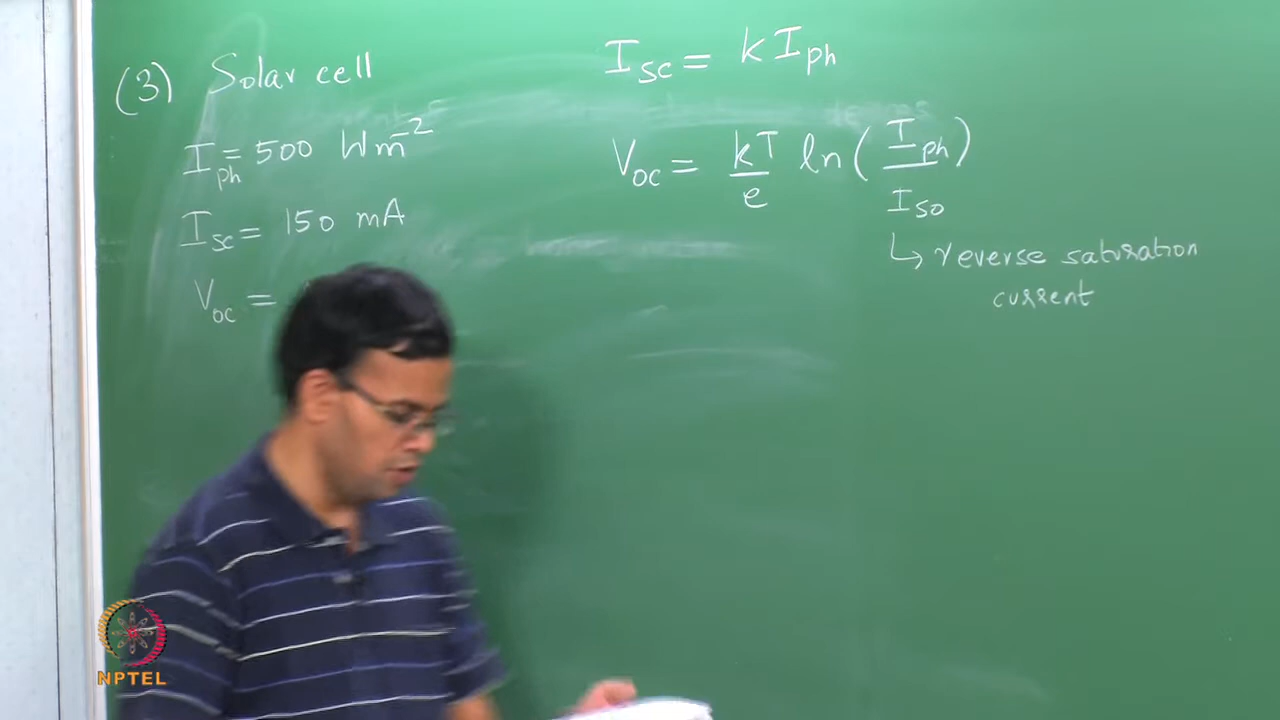 (3) Solar cell
I_ph = 500 Wm^-2
I_sc = 150 mA
V_oc =
I_sc = k I_ph
V_oc = kT/e ln(I_ph/I_so)
↳ reverse saturation
current
NPTEL